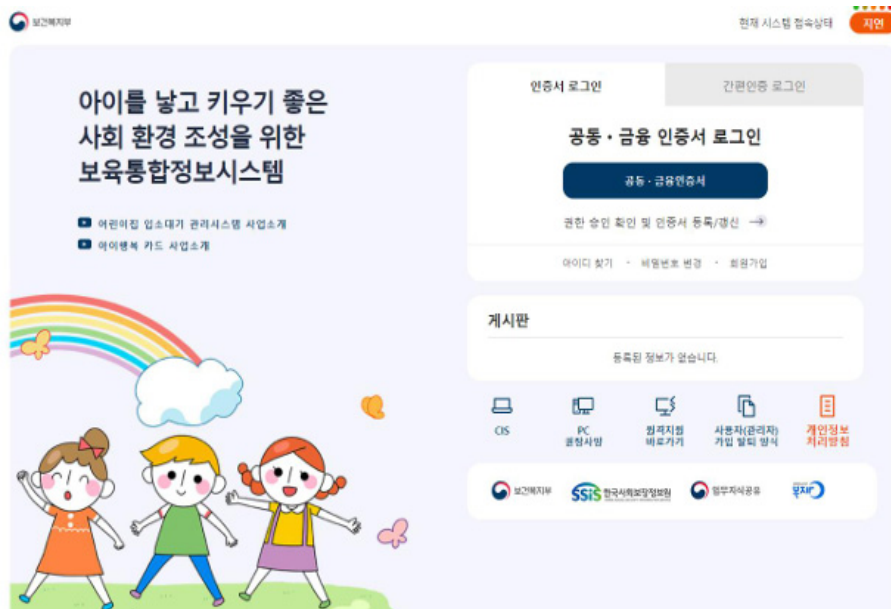 보건복지부
현재 시스템 접속상태
지연
아이를 낳고 키우기 좋은
사회 환경 조성을 위한
보육통합정보시스템
어린이집 입소대기 관리시스템 사업소개
아이행복 카드 사업소개
인증서 로그인
간편인증 로그인
공동·금융 인증서 로그인
공동·금융인증서
권한 승인 확인 및 인증서 등록/갱신
아이디 찾기 · 비밀번호 변경 · 회원가입
게시판
등록된 정보가 없습니다.
CIS
PC
권장사양
원격지원
바로가기
사용자(관리자)
가입 탈퇴 양식
개인정보
처리방침
보건복지부
SSiS 한국사회보장정보원
업무지식공유